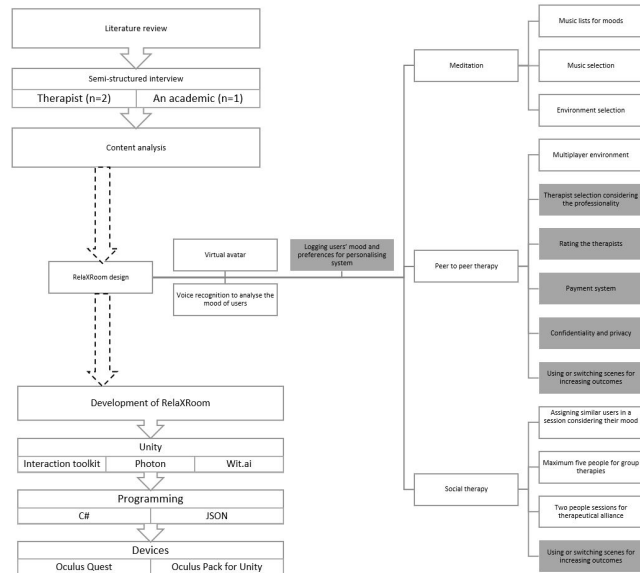 Literature review
Semi-structured interview
Therapist (n=2)
An academic (n=1)
Content analysis
RelaXRoom design
Development of RelaXRoom
Unity
Interaction toolkit
Photon
Wit.ai
Programming
C#
JSON
Devices
Oculus Quest
Oculus Pack for Unity
Virtual avatar
Voice recognition to analyse the
mood of users
Logging users' mood and
preferences for personalising
system
Meditation
Music lists for moods
Music selection
Environment selection
Peer to peer therapy
Multiplayer environment
Therapist selection considering
the professionality
Rating the therapists
Payment system
Confidentiality and privacy
Using or switching scenes for
increasing outcomes
Social therapy
Assigning similar users in a
session considering their mood
Maximum five people for group
therapies
Two people sessions for
therapeutical alliance
Using or switching scenes for
increasing outcomes